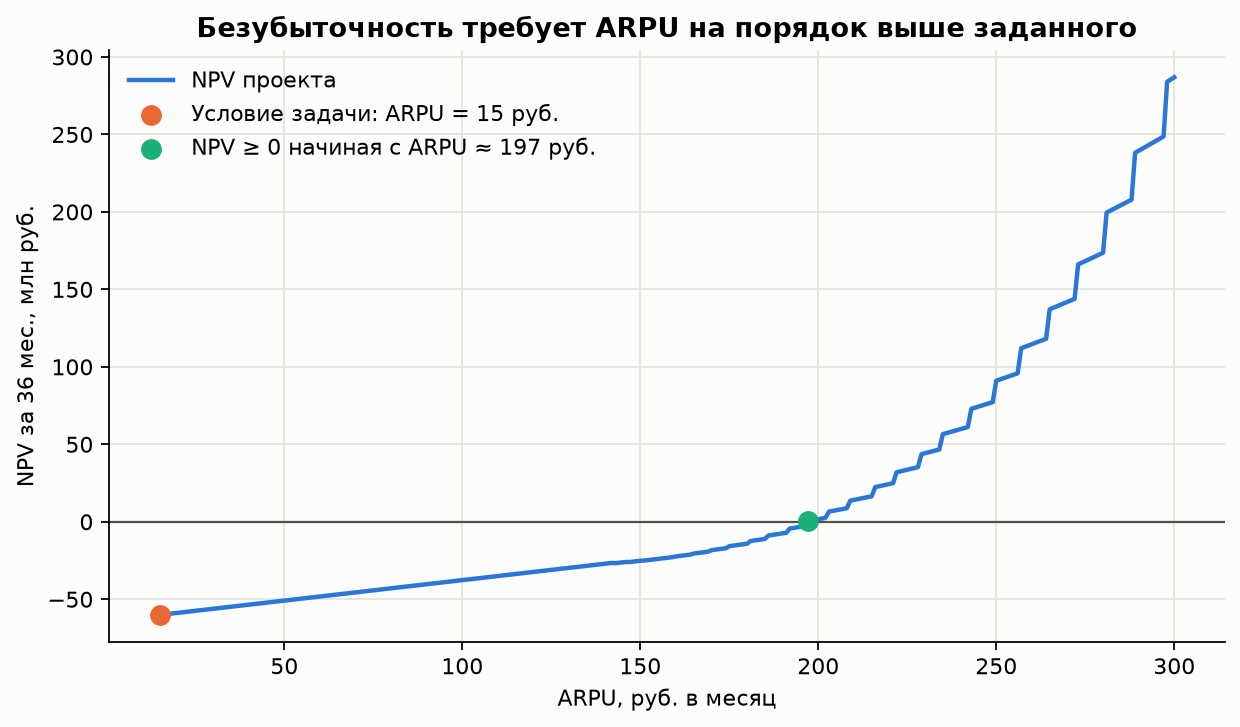 Безубыточность требует ARPU на порядок выше заданного
NPV за 36 мес., млн руб.
300
250
200
150
100
50
0
−50
NPV проекта
Условие задачи: ARPU = 15 руб.
NPV ≥ 0 начиная с ARPU ≈ 197 руб.
50
100
150
200
250
300
ARPU, руб. в месяц